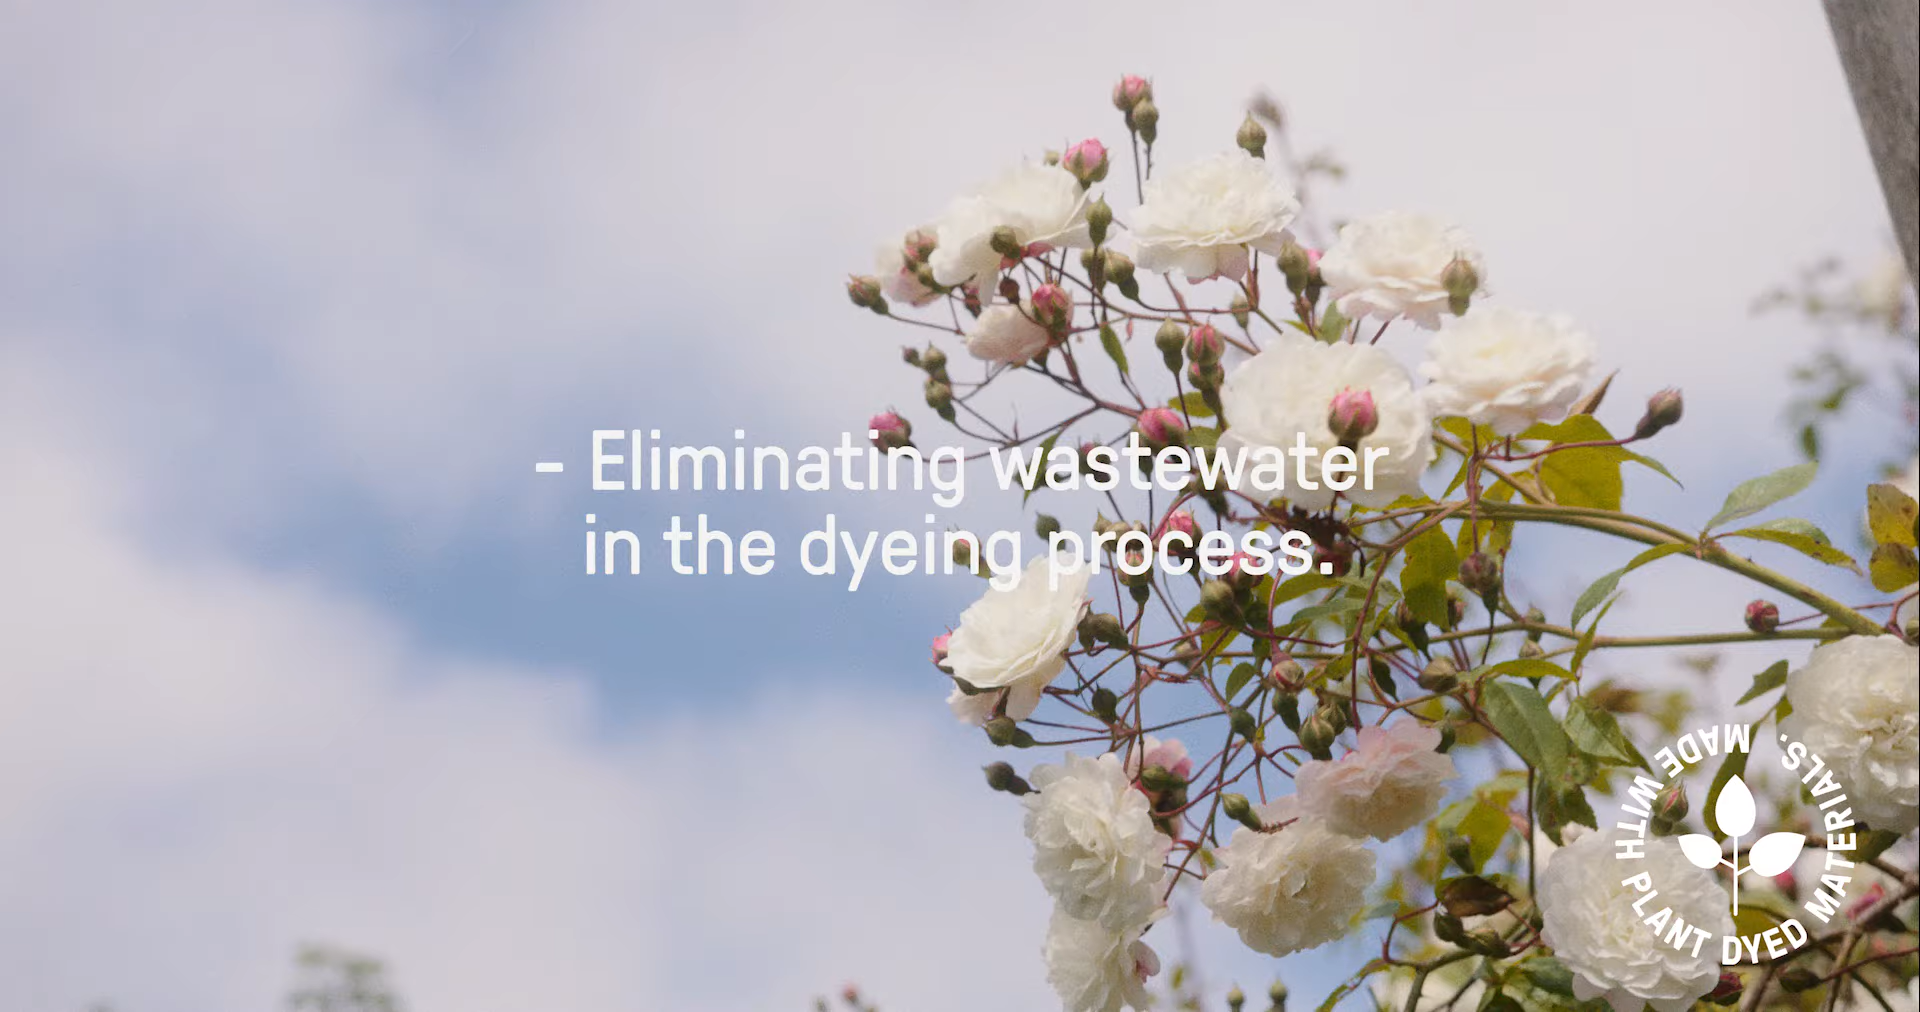 - Eliminating wastewater
in the dyeing process.
MADE WITH PLANT DYED MATERIALS.